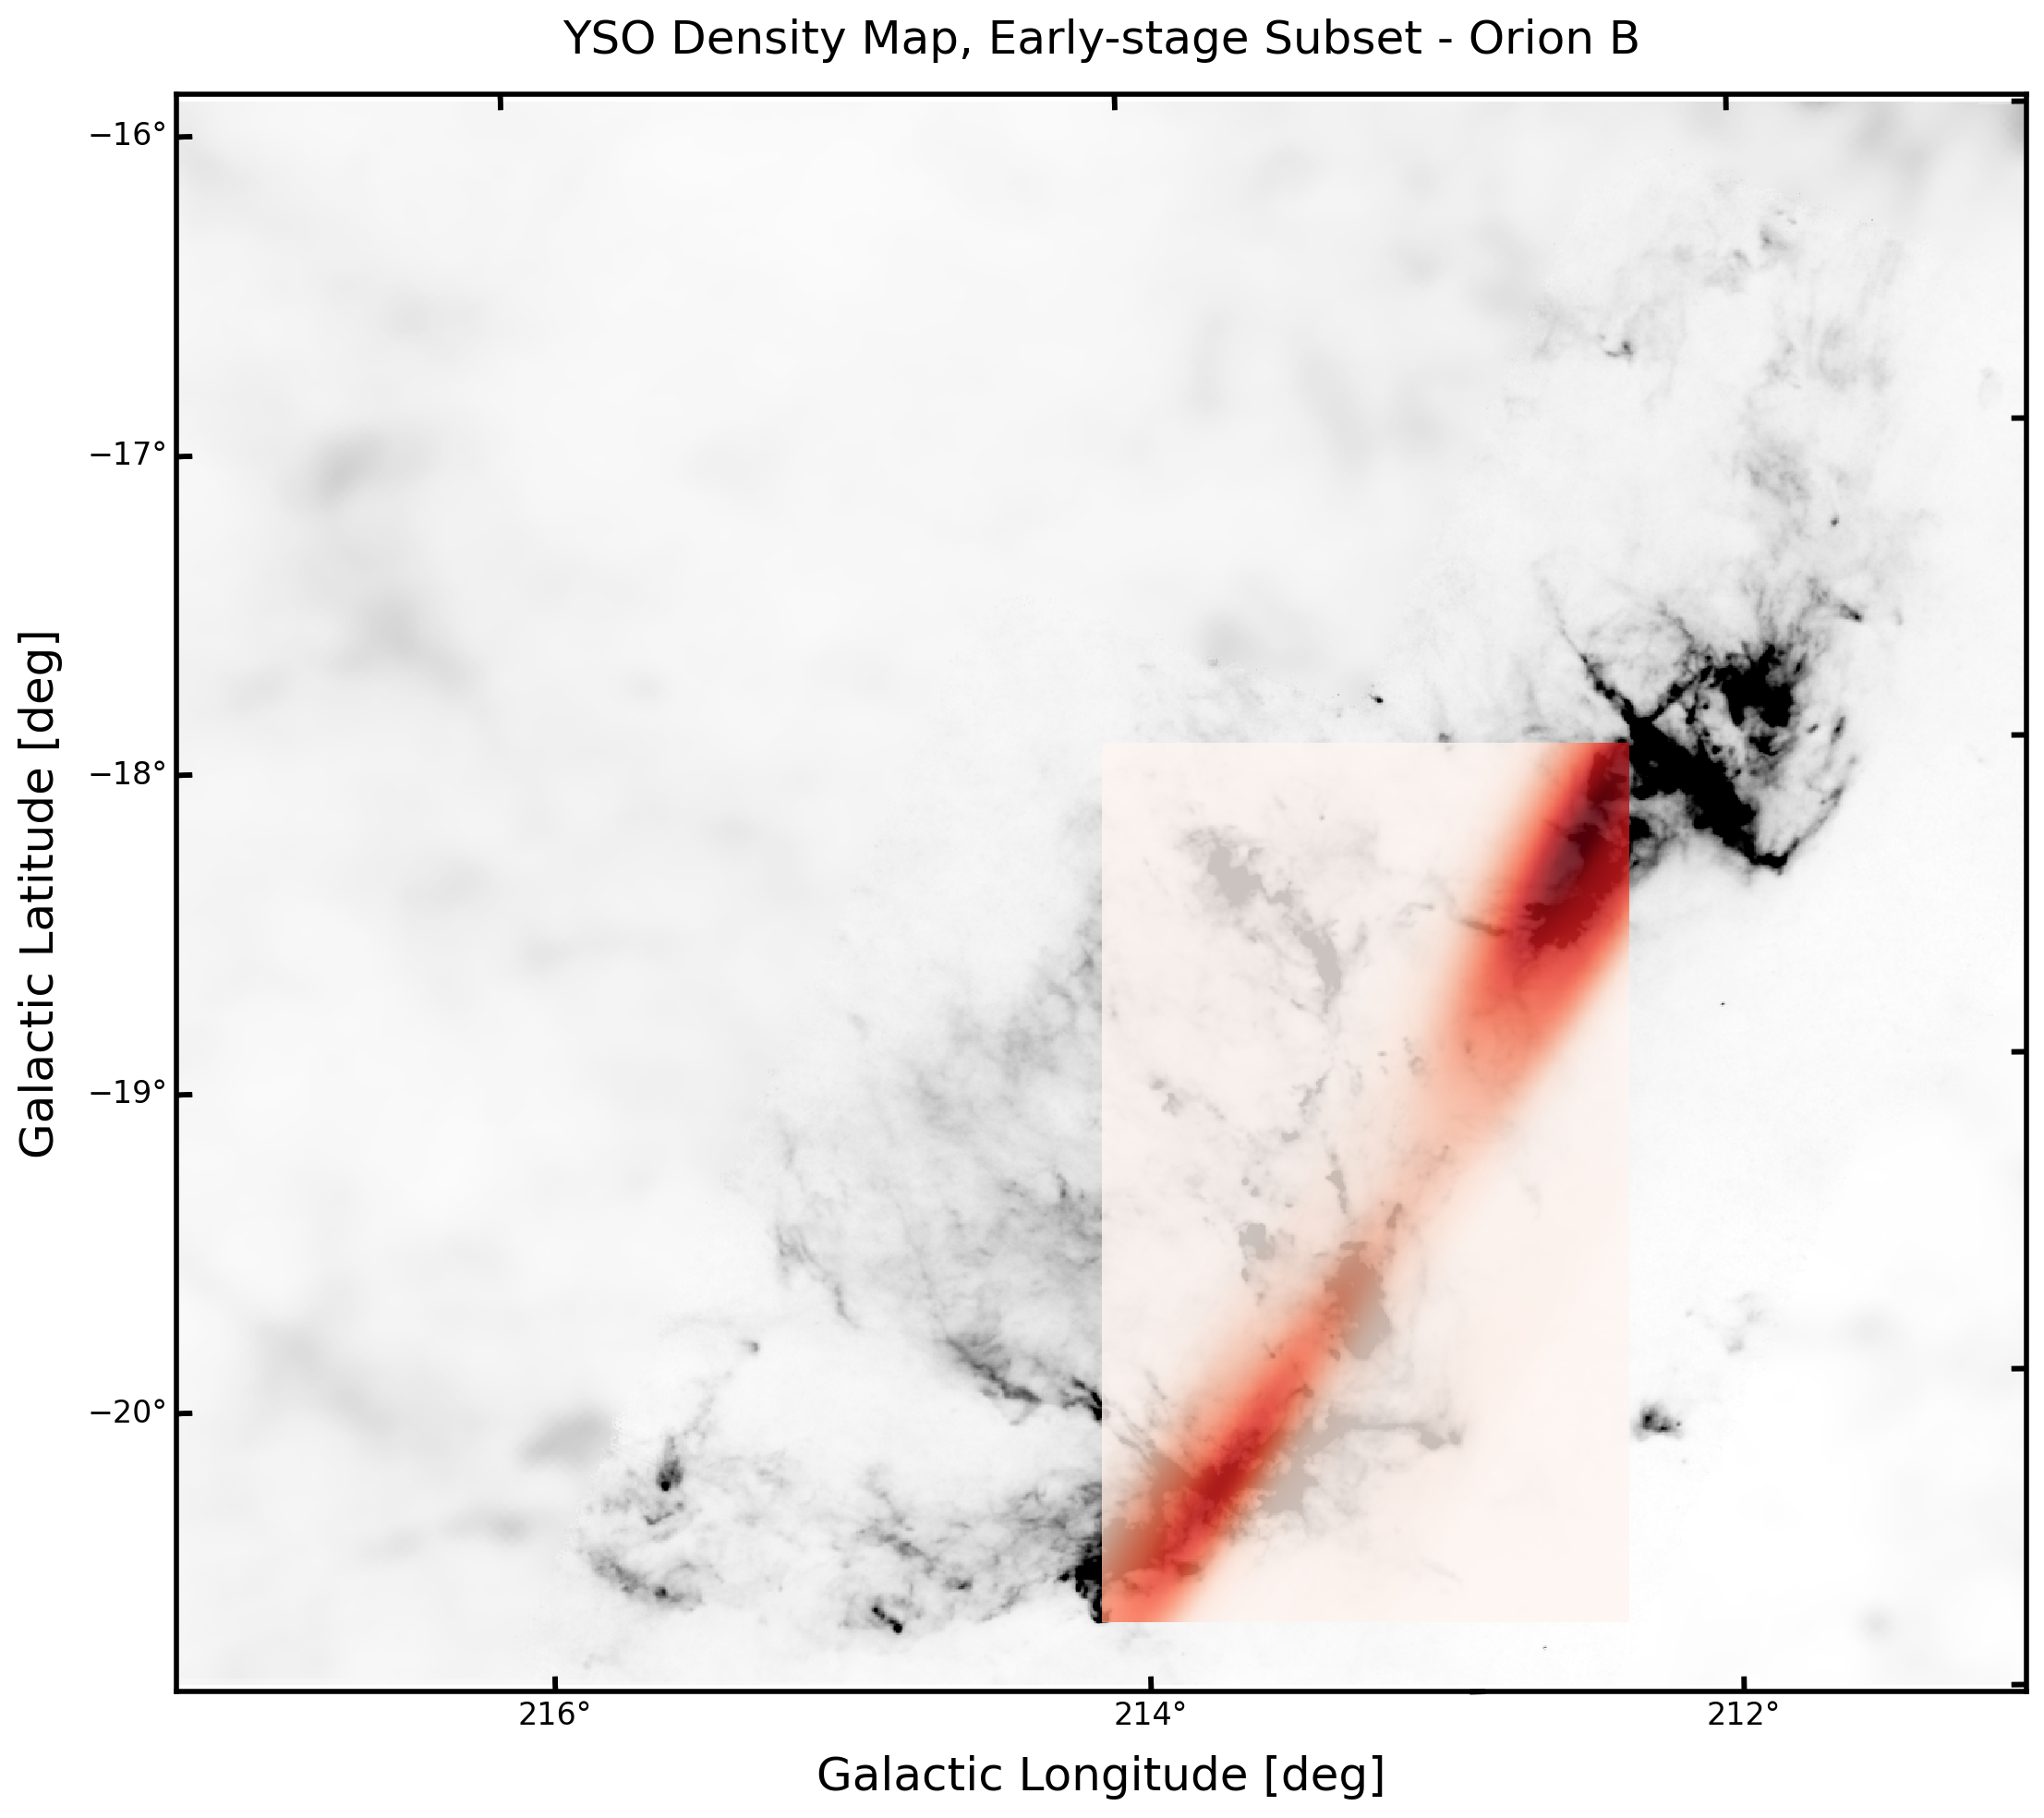 YSO Density Map, Early-stage Subset - Orion B
−16°
−17°
−18°
−19°
−20°
Galactic Latitude [deg]
216°
214°
212°
Galactic Longitude [deg]